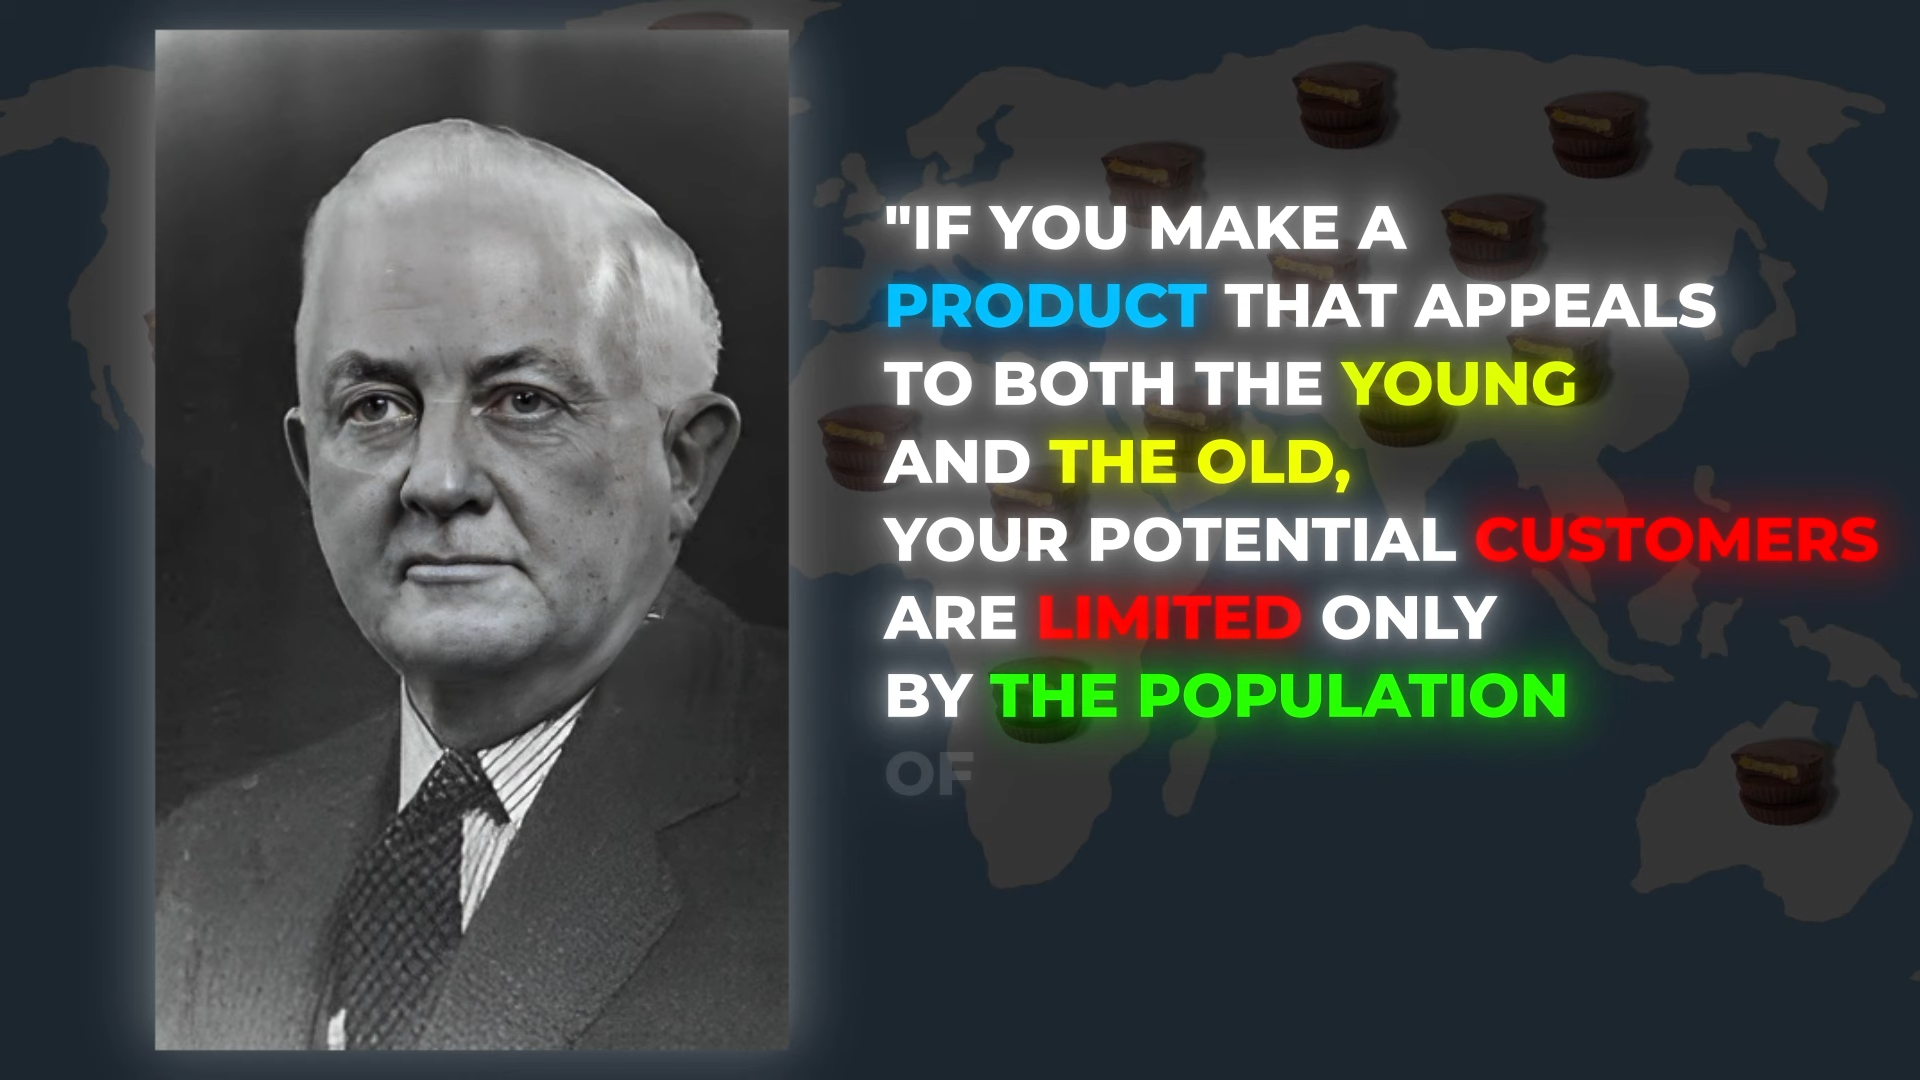 "IF YOU MAKE A
PRODUCT THAT APPEALS
TO BOTH THE YOUNG
AND THE OLD,
YOUR POTENTIAL CUSTOMERS
ARE LIMITED ONLY
BY THE POPULATION
OF